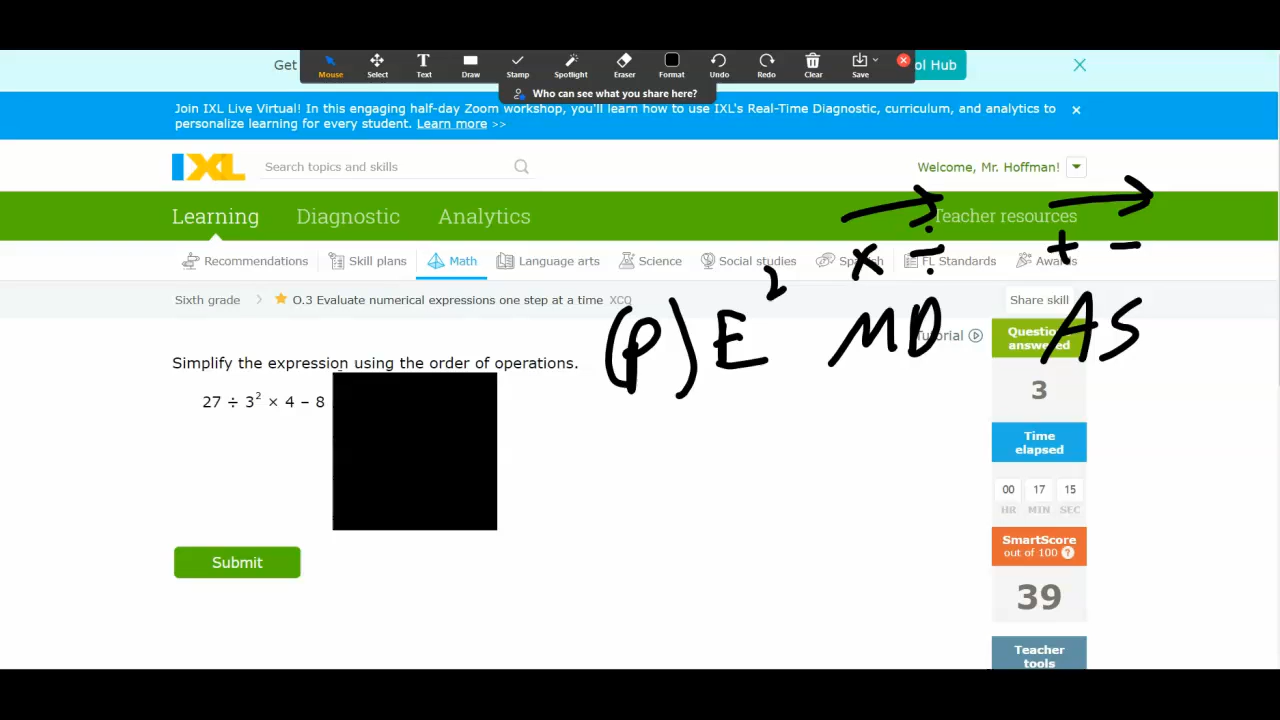 Get
ol Hub
Mouse Select Text Draw Stamp Spotlight Eraser Format Undo Redo Clear Save
Who can see what you share here?
Join IXL Live Virtual! In this engaging half-day Zoom workshop, you'll learn how to use IXL's Real-Time Diagnostic, curriculum, and analytics to
personalize learning for every student. Learn more >>
IXL Search topics and skills Welcome, Mr. Hoffman!
Learning Diagnostic Analytics Teacher resources
Recommendations Skill plans Math Language arts Science Social studies FL Standards Awards
× ÷ + −
Sixth grade > O.3 Evaluate numerical expressions one step at a time XCQ Share skill
(P) E² MD AS
Tutorial
Question
answered
3
Simplify the expression using the order of operations.
27 ÷ 3² × 4 – 8
Time
elapsed
00 17 15
HR MIN SEC
SmartScore
out of 100 ?
39
Submit
Teacher
tools